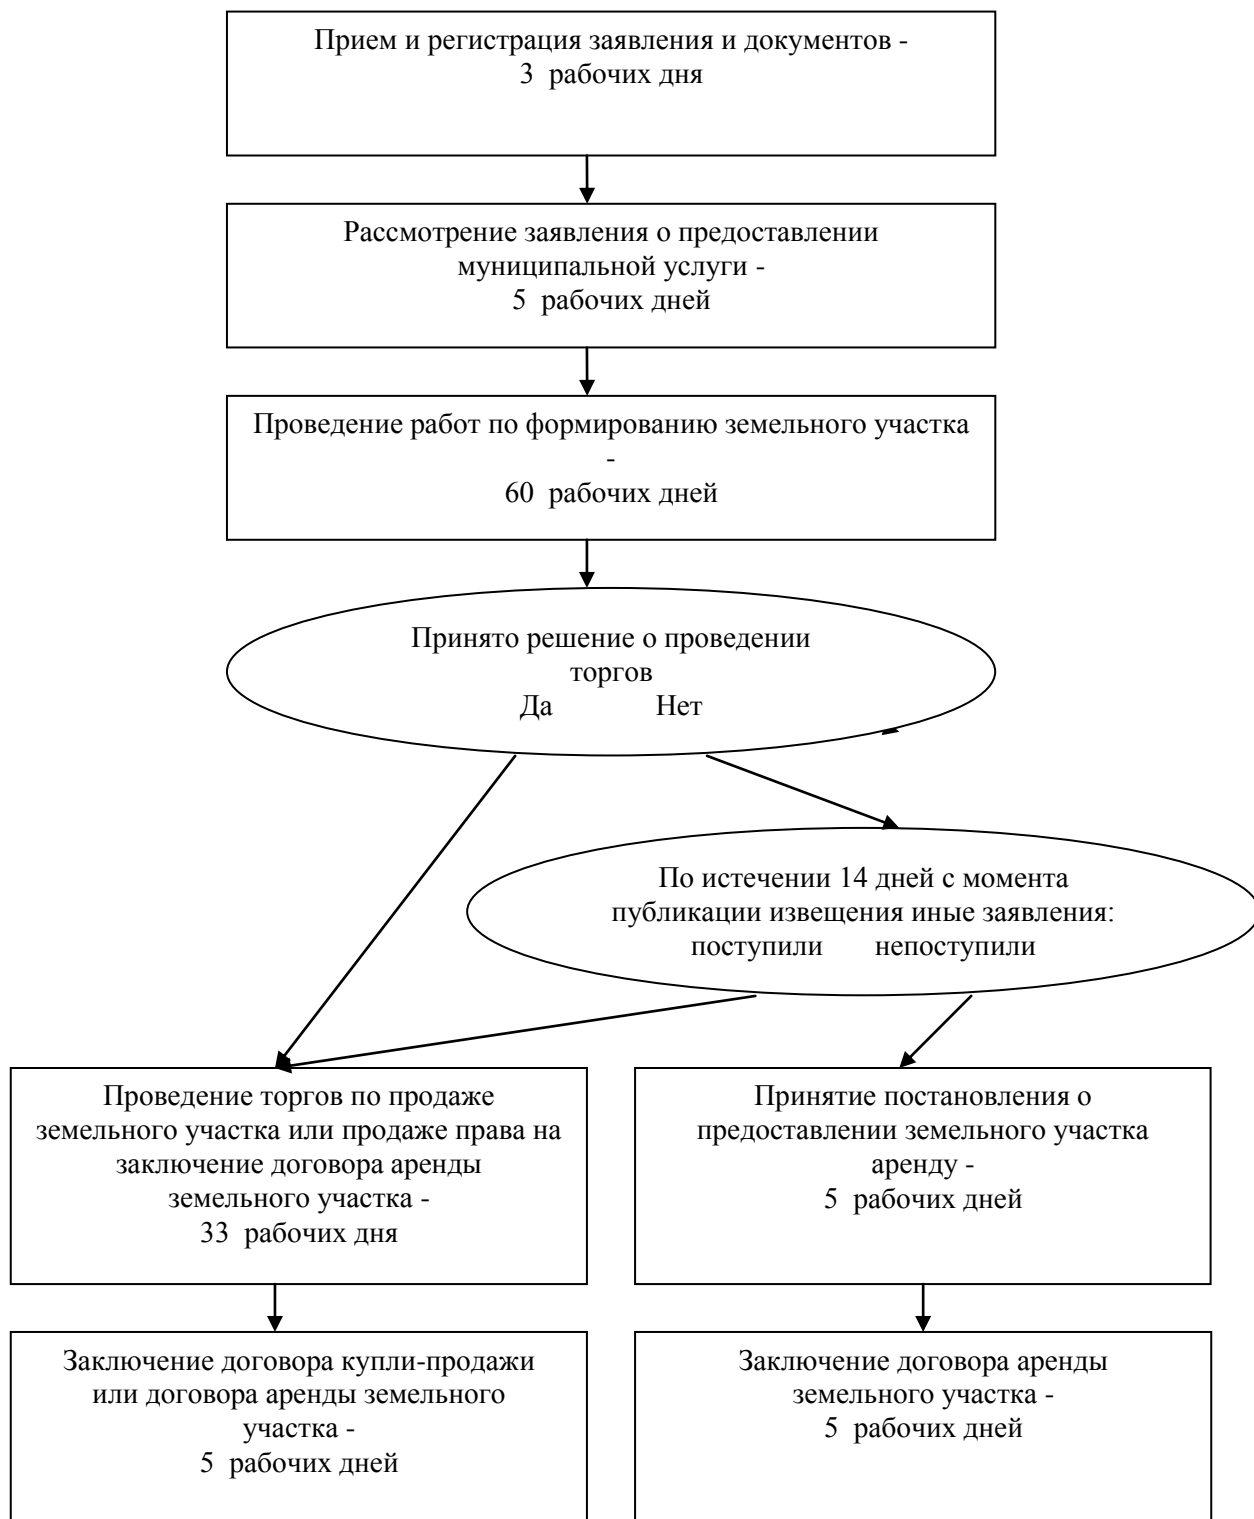 Прием и регистрация заявления и документов -
3 рабочих дня
Рассмотрение заявления о предоставлении
муниципальной услуги -
5 рабочих дней
Проведение работ по формированию земельного участка
-
60 рабочих дней
Принято решение о проведении
торгов
Да Нет
По истечении 14 дней с момента
публикации извещения иные заявления:
поступили непоступили
Проведение торгов по продаже
земельного участка или продаже права на
заключение договора аренды
земельного участка -
33 рабочих дня
Принятие постановления о
предоставлении земельного участка
аренду -
5 рабочих дней
Заключение договора купли-продажи
или договора аренды земельного
участка -
5 рабочих дней
Заключение договора аренды
земельного участка -
5 рабочих дней